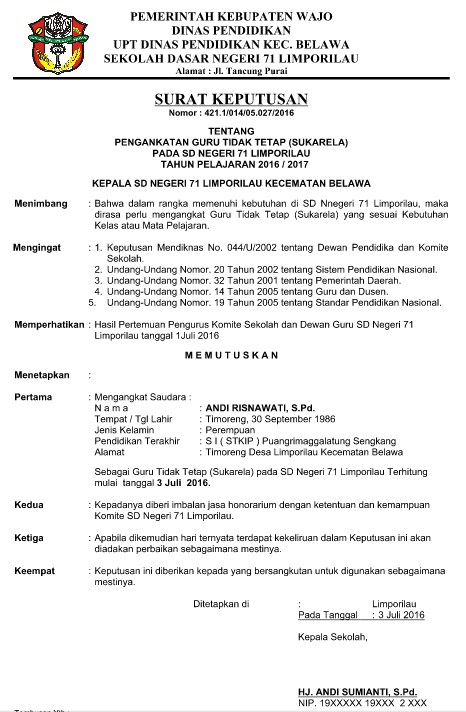 PEMERINTAH KEBUPATEN WAJO
DINAS PENDIDIKAN
UPT DINAS PENDIDIKAN KEC. BELAWA
SEKOLAH DASAR NEGERI 71 LIMPORILAU
Alamat : Jl. Tancung Purai
SURAT KEPUTUSAN
Nomor : 421.1/014/05.027/2016
TENTANG
PENGANKATAN GURU TIDAK TETAP (SUKARELA)
PADA SD NEGERI 71 LIMPORILAU
TAHUN PELAJARAN 2016 / 2017
KEPALA SD NEGERI 71 LIMPORILAU KECEMATAN BELAWA
Menimbang : Bahwa dalam rangka memenuhi kebutuhan di SD Nnegeri 71 Limporilau, maka
dirasa perlu mengangkat Guru Tidak Tetap (Sukarela) yang sesuai Kebutuhan
Kelas atau Mata Pelajaran.
Mengingat : 1. Keputusan Mendiknas No. 044/U/2002 tentang Dewan Pendidika dan Komite
Sekolah.
2. Undang-Undang Nomor. 20 Tahun 2002 tentang Sistem Pendidikan Nasional.
3. Undang-Undang Nomor. 32 Tahun 2001 tentang Pemerintah Daerah.
4. Undang-Undang Nomor. 14 Tahun 2005 tentang Guru dan Dusen.
5. Undang-Undang Nomor. 19 Tahun 2005 tentang Standar Pendidikan Nasional.
Memperhatikan : Hasil Pertemuan Pengurus Komite Sekolah dan Dewan Guru SD Negeri 71
Limporilau tanggal 1Juli 2016
M E M U T U S K A N
Menetapkan :
Pertama : Mengangkat Saudara :
N a m a : ANDI RISNAWATI, S.Pd.
Tempat / Tgl Lahir : Timoreng, 30 September 1986
Jenis Kelamin : Perempuan
Pendidikan Terakhir : S I ( STKIP ) Puangrimaggalatung Sengkang
Alamat : Timoreng Desa Limporilau Kecematan Belawa
Sebagai Guru Tidak Tetap (Sukarela) pada SD Negeri 71 Limporilau Terhitung
mulai tanggal 3 Juli 2016.
Kedua : Kepadanya diberi imbalan jasa honorarium dengan ketentuan dan kemampuan
Komite SD Negeri 71 Limporilau.
Ketiga : Apabila dikemudian hari ternyata terdapat kekeliruan dalam Keputusan ini akan
diadakan perbaikan sebagaimana mestinya.
Keempat : Keputusan ini diberikan kepada yang bersangkutan untuk digunakan sebagaimana
mestinya.
Ditetapkan di : Limporilau
Pada Tanggal : 3 Juli 2016
Kepala Sekolah,
HJ. ANDI SUMIANTI, S.Pd.
NIP. 19XXXXX 19XXX 2 XXX